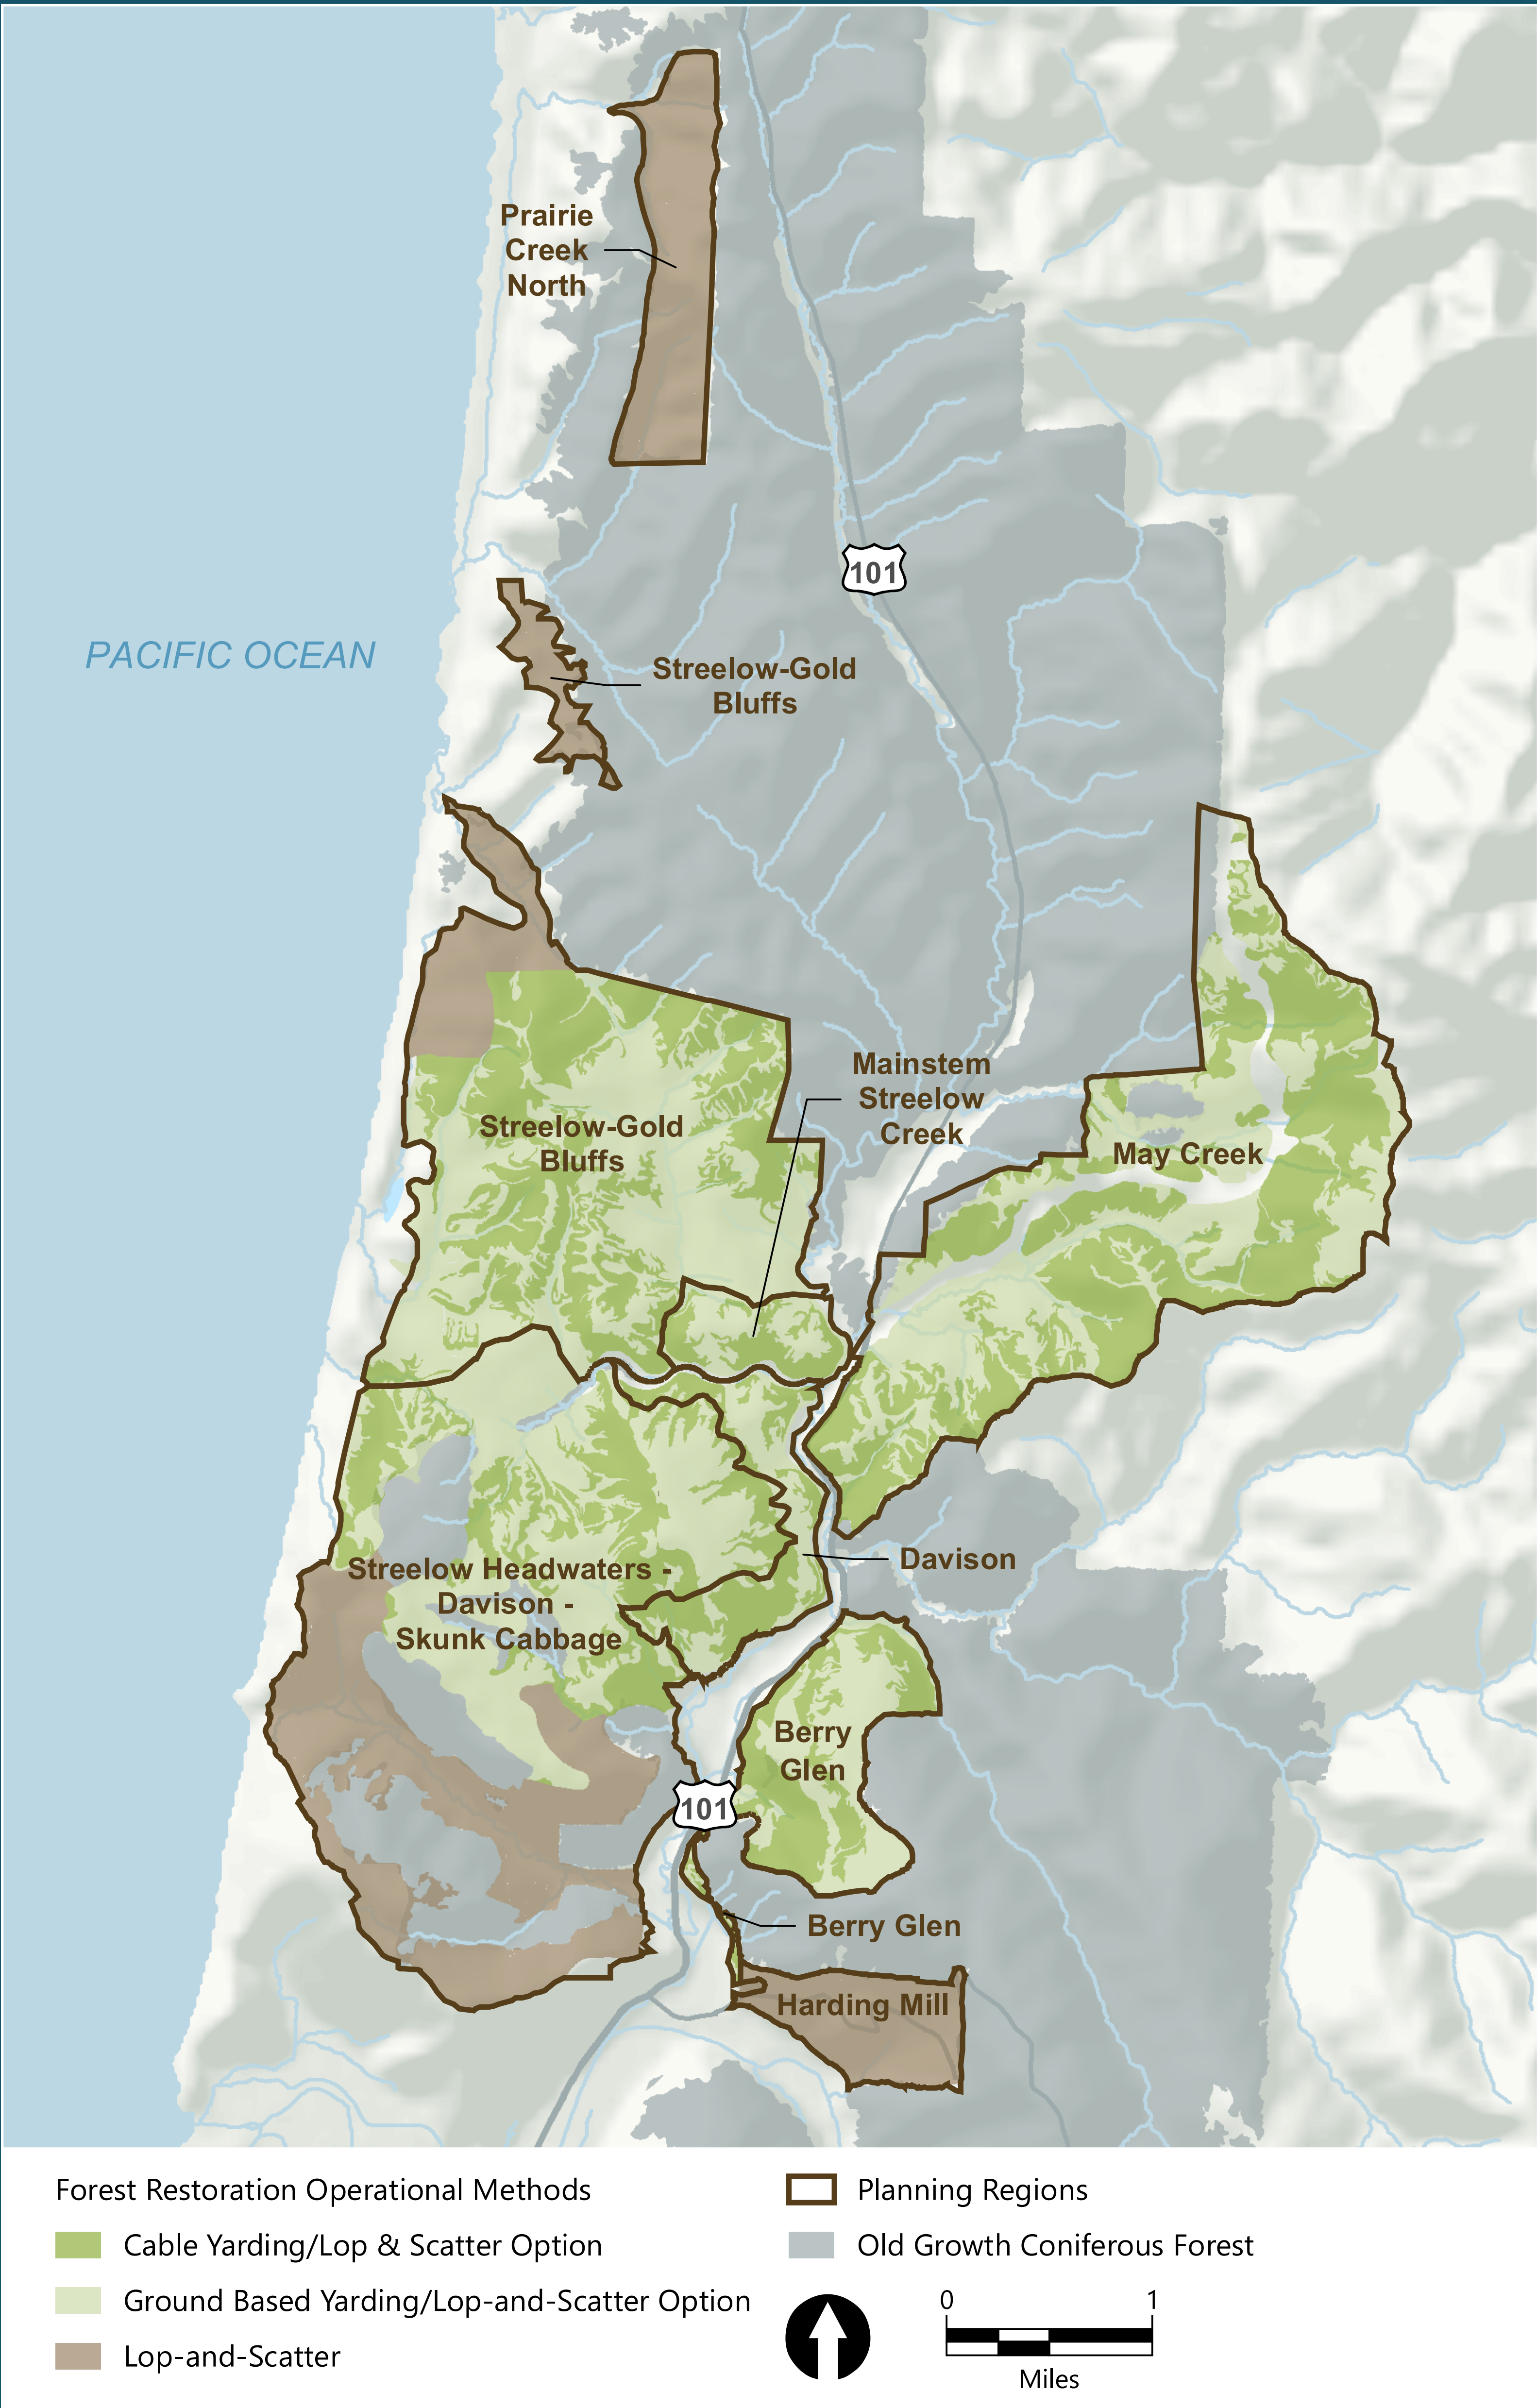 Prairie
Creek
North
101
PACIFIC OCEAN
Streelow-Gold
Bluffs
Mainstem
Streelow
Creek
Streelow-Gold
Bluffs
May Creek
Davison
Streelow Headwaters -
Davison -
Skunk Cabbage
Berry
Glen
101
Berry Glen
Harding Mill
Forest Restoration Operational Methods
Cable Yarding/Lop & Scatter Option
Ground Based Yarding/Lop-and-Scatter Option
Lop-and-Scatter
Planning Regions
Old Growth Coniferous Forest
0 1
Miles